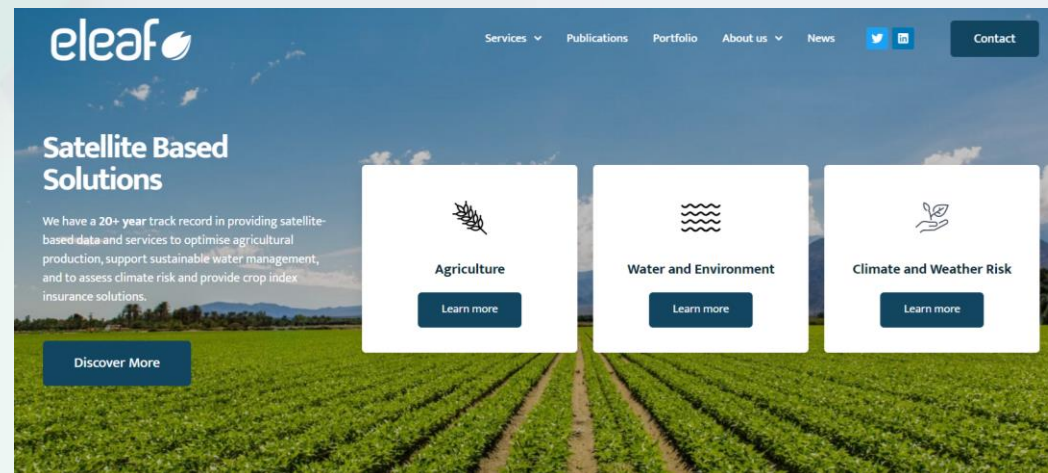 eleaf
Services
Publications
Portfolio
About us
News
Contact
Satellite Based
Solutions
We have a 20+ year track record in providing satellite-
based data and services to optimise agricultural
production, support sustainable water management,
and to assess climate risk and provide crop index
insurance solutions.
Discover More
Agriculture
Learn more
Water and Environment
Learn more
Climate and Weather Risk
Learn more